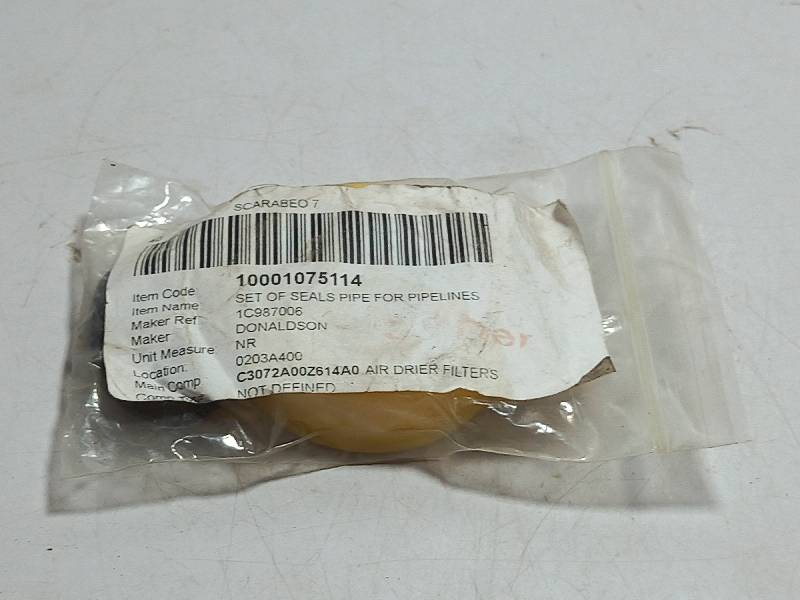 SCARABEO 7
Item Code 10001075114
Item Name SET OF SEALS PIPE FOR PIPELINES
Maker Ref 1C987006
Maker DONALDSON
Unit Measure NR
Location: 0203A400
Main Comp C3072A00Z614A0 AIR DRIER FILTERS
NOT DEFINED